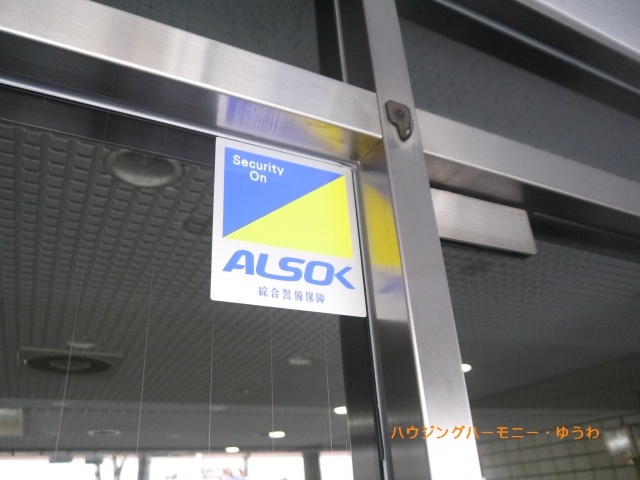 Security
On
ALSOK
綜合警備保障
ハウジングハーモニー・ゆうわ